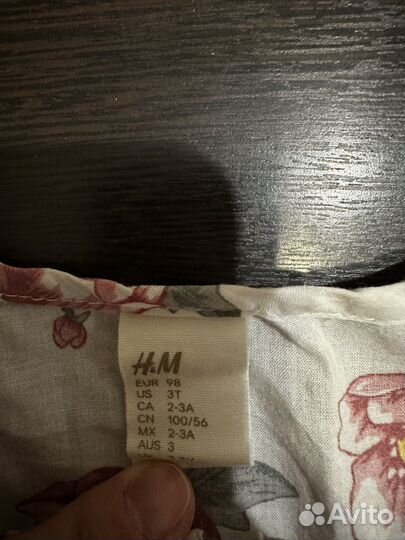 H&M
EUR 98
US 3T
CA 2-3A
CN 100/56
MX 2-3A
AUS 3
Avito